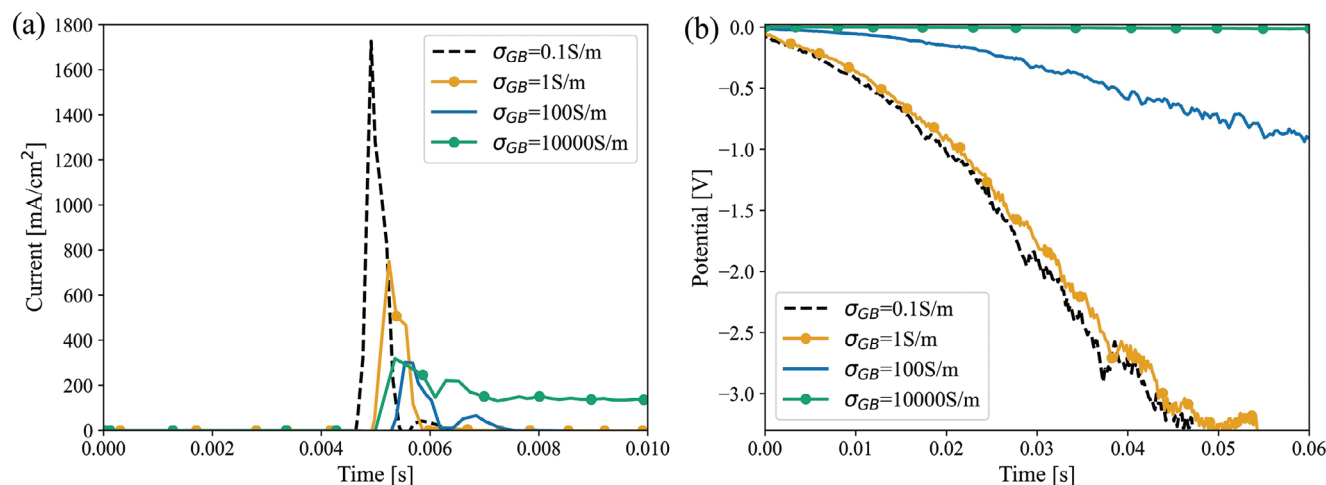 (a)
1800
1600
1400
1200
1000
800
600
400
200
0
Current [mA/cm²]
σGB=0.1S/m
σGB=1S/m
σGB=100S/m
σGB=10000S/m
0.000 0.002 0.004 0.006 0.008 0.010
Time [s]
(b)
0.0
−0.5
−1.0
−1.5
−2.0
−2.5
−3.0
Potential [V]
σGB=0.1S/m
σGB=1S/m
σGB=100S/m
σGB=10000S/m
0.00 0.01 0.02 0.03 0.04 0.05 0.06
Time [s]